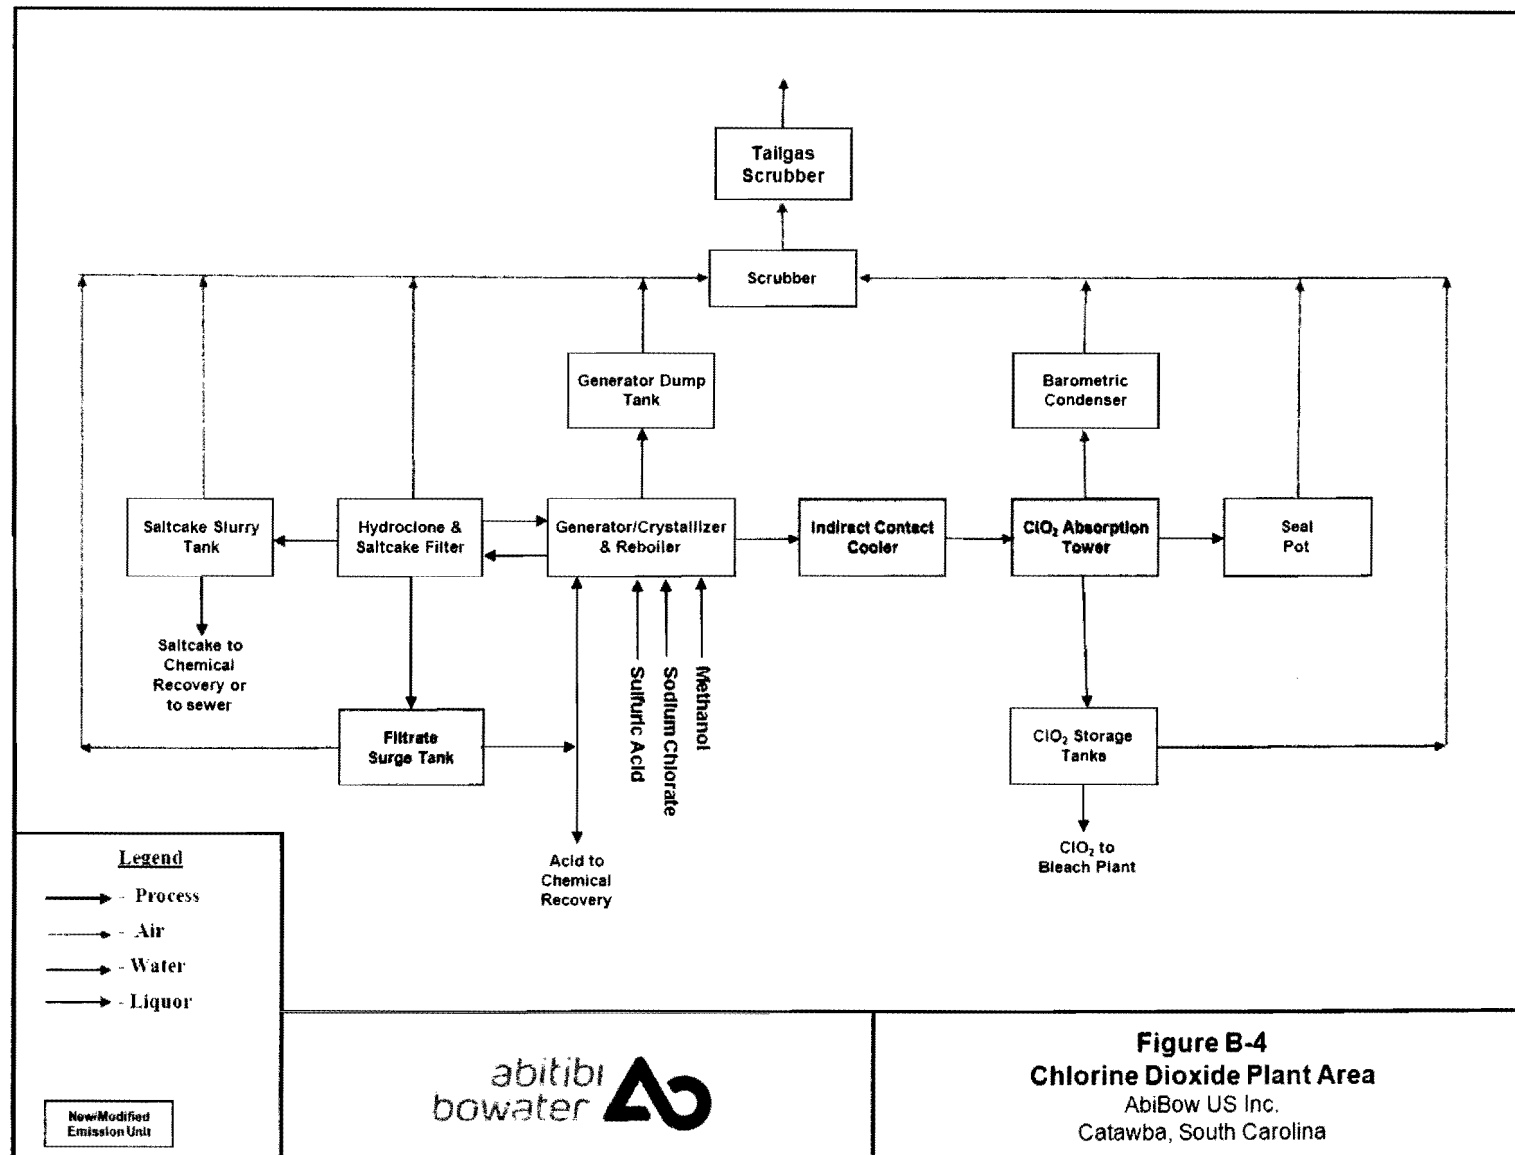 Tailgas
Scrubber
Scrubber
Generator Dump
Tank
Barometric
Condenser
Saltcake Slurry
Tank
Hydroclone &
Saltcake Filter
Generator/Crystallizer
& Reboiler
Indirect Contact
Cooler
ClO₂ Absorption
Tower
Seal
Pot
Saltcake to
Chemical
Recovery or
to sewer
Sulfuric Acid
Sodium Chlorate
Methanol
Filtrate
Surge Tank
ClO₂ Storage
Tanks
Acid to
Chemical
Recovery
ClO₂ to
Bleach Plant
Legend
- Process
- Air
- Water
- Liquor
New/Modified
Emission Unit
abitibi
bowater
Figure B-4
Chlorine Dioxide Plant Area
AbiBow US Inc.
Catawba, South Carolina